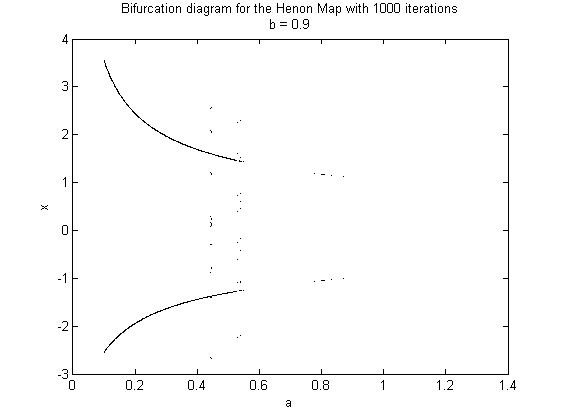 Bifurcation diagram for the Henon Map with 1000 iterations
b = 0.9
4
3
2
1
0
-1
-2
-3
x
0 0.2 0.4 0.6 0.8 1 1.2 1.4
a